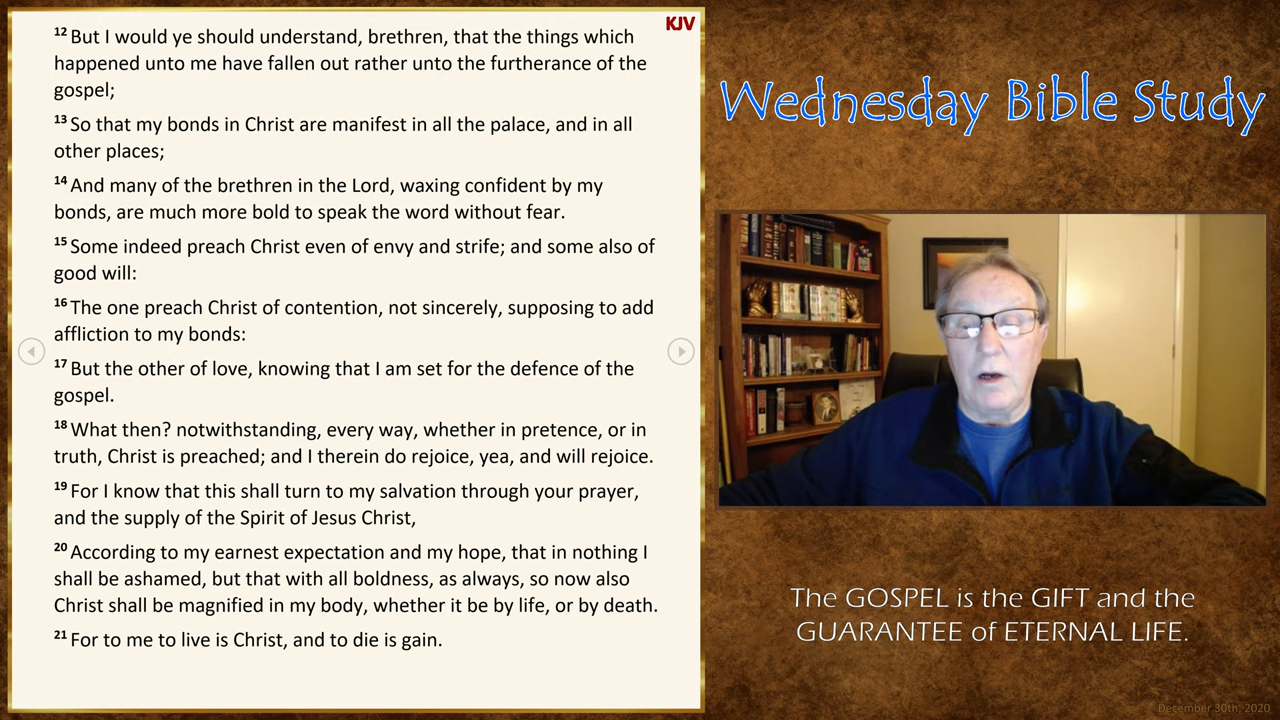 KJV
12 But I would ye should understand, brethren, that the things which
happened unto me have fallen out rather unto the furtherance of the
gospel;
13 So that my bonds in Christ are manifest in all the palace, and in all
other places;
14 And many of the brethren in the Lord, waxing confident by my
bonds, are much more bold to speak the word without fear.
15 Some indeed preach Christ even of envy and strife; and some also of
good will:
16 The one preach Christ of contention, not sincerely, supposing to add
affliction to my bonds:
17 But the other of love, knowing that I am set for the defence of the
gospel.
18 What then? notwithstanding, every way, whether in pretence, or in
truth, Christ is preached; and I therein do rejoice, yea, and will rejoice.
19 For I know that this shall turn to my salvation through your prayer,
and the supply of the Spirit of Jesus Christ,
20 According to my earnest expectation and my hope, that in nothing I
shall be ashamed, but that with all boldness, as always, so now also
Christ shall be magnified in my body, whether it be by life, or by death.
21 For to me to live is Christ, and to die is gain.
Wednesday Bible Study
The GOSPEL is the GIFT and the
GUARANTEE of ETERNAL LIFE.
December 30th, 2020